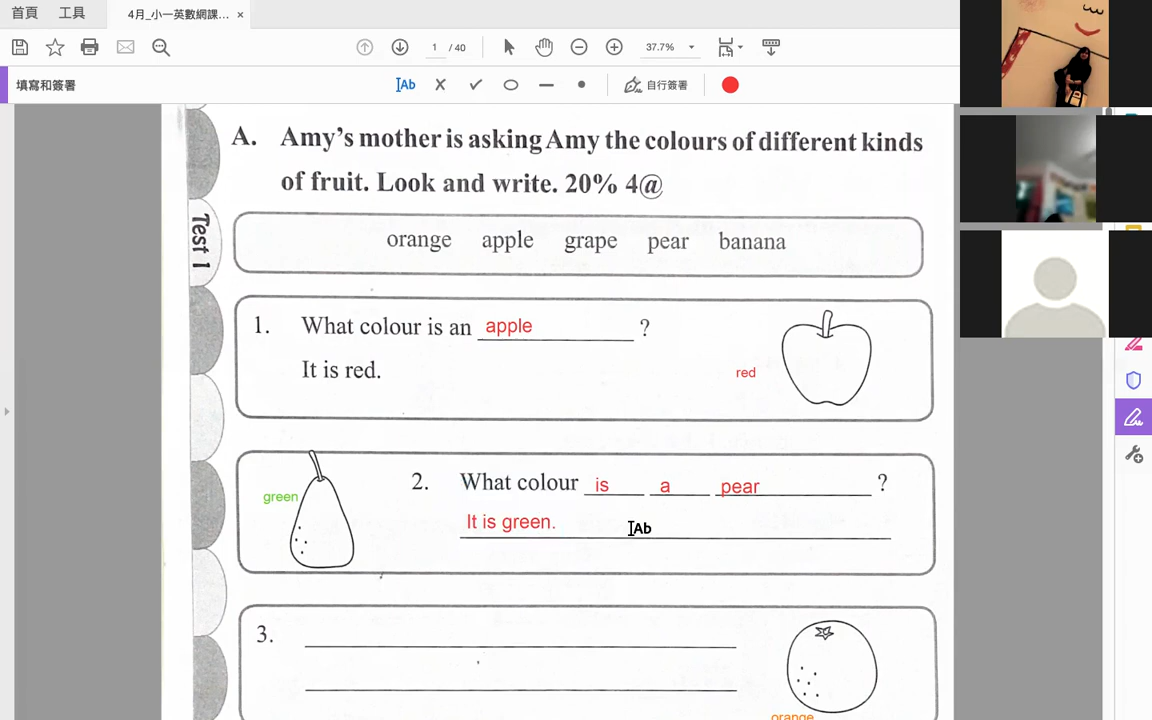 首頁 工具 4月_小一英數網課... ×
1 / 40 37.7%
填寫和簽署 Ab 自行簽署
Test 1
A. Amy's mother is asking Amy the colours of different kinds
of fruit. Look and write. 20% 4@
orange apple grape pear banana
1. What colour is an apple ?
It is red.
red
green
2. What colour is a pear ?
It is green.
Ab
3.
orange